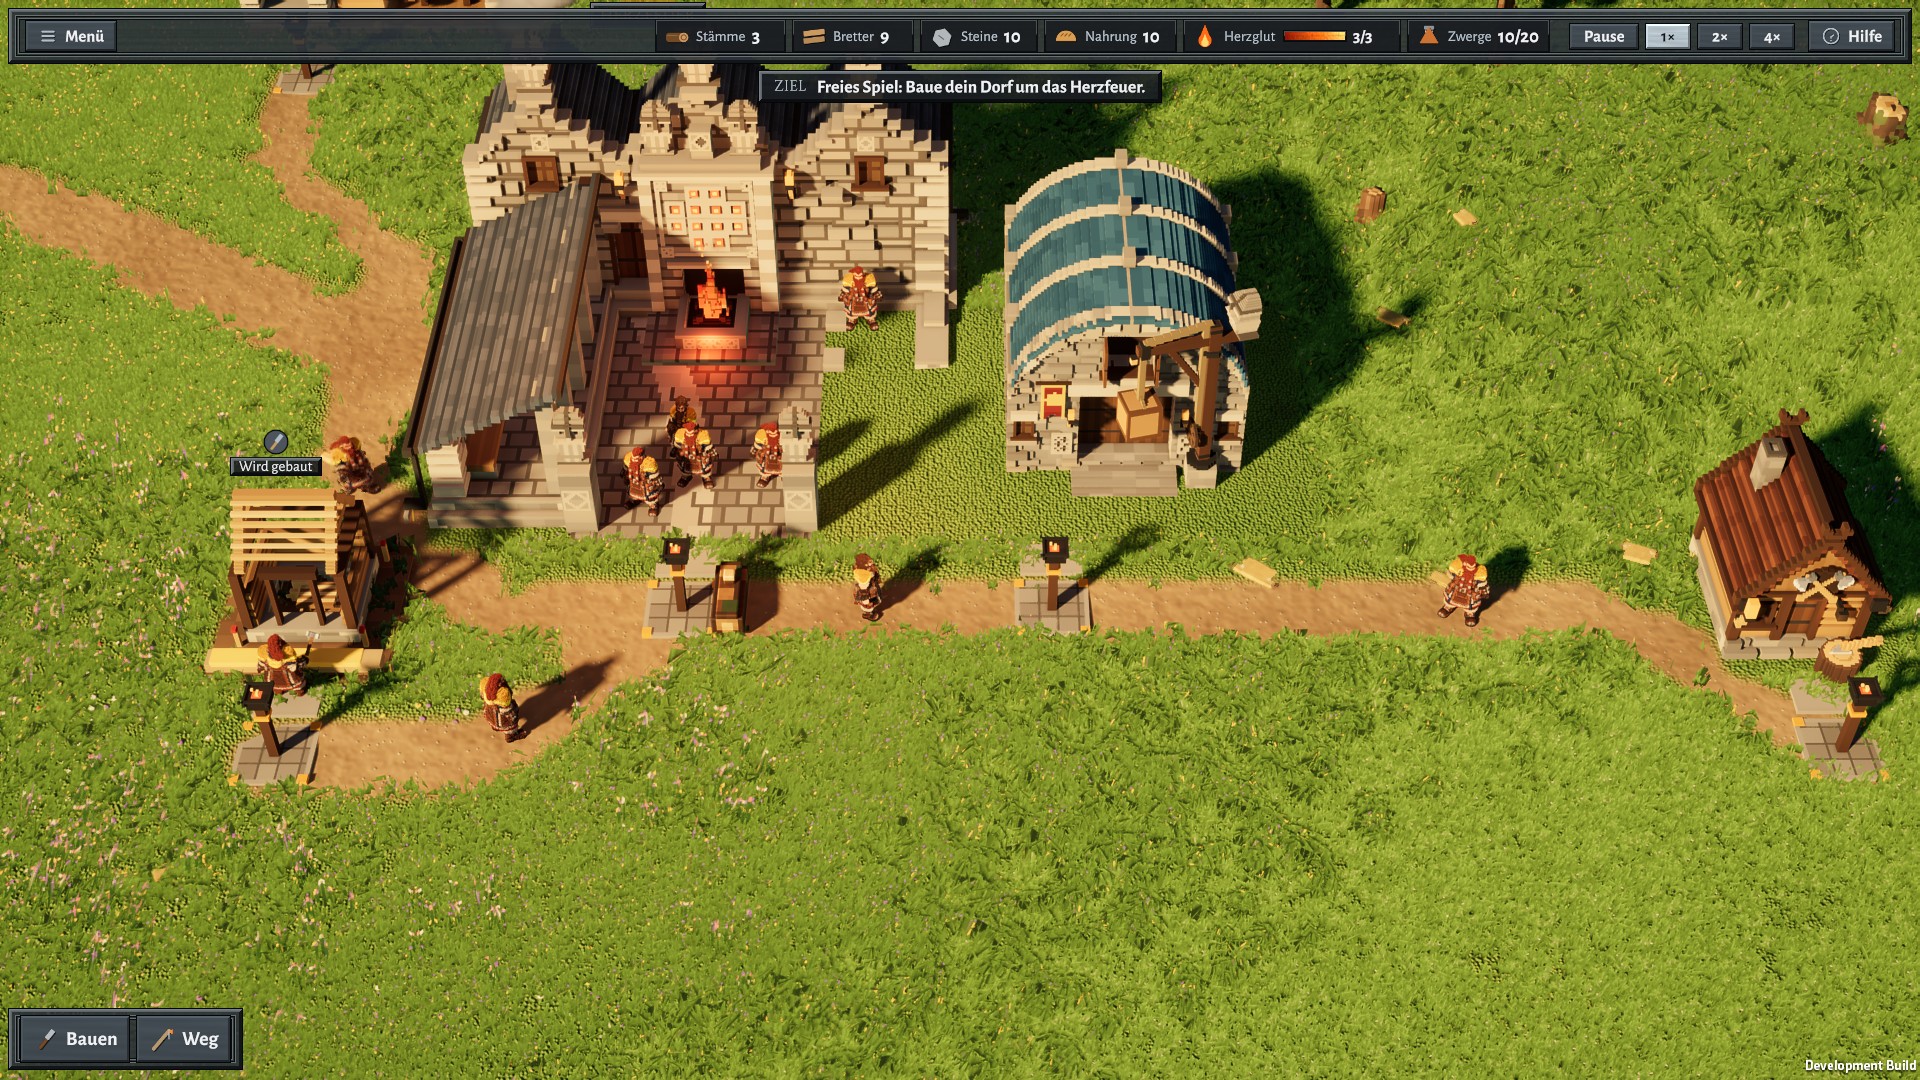 Menü
Stämme 3
Bretter 9
Steine 10
Nahrung 10
Herzglut 3/3
Zwerge 10/20
Pause
1×
2×
4×
Hilfe
ZIEL Freies Spiel: Baue dein Dorf um das Herzfeuer.
Wird gebaut
Bauen
Weg
Development Build